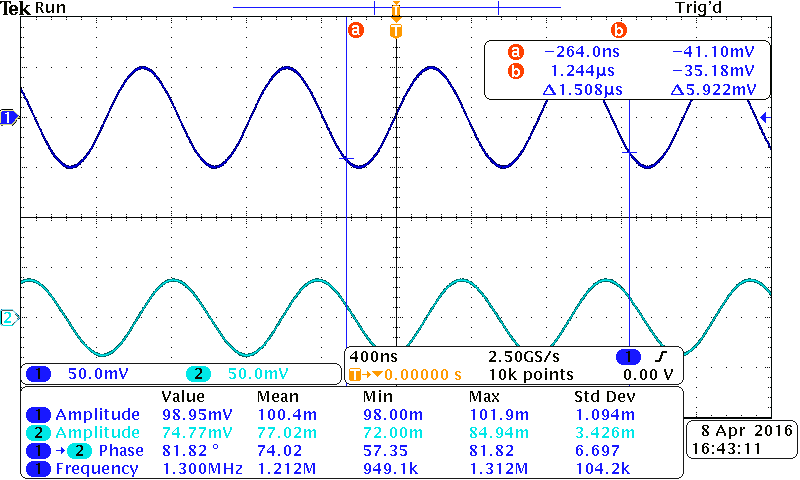 Tek Run Trig'd
T
a b
T
a −264.0ns −41.10mV
b 1.244µs −35.18mV
Δ1.508µs Δ5.922mV
1
2
400ns 2.50GS/s 1
1 50.0mV 2 50.0mV T→▼0.00000 s 10k points 0.00 V
Value Mean Min Max Std Dev
1 Amplitude 98.95mV 100.4m 98.00m 101.9m 1.094m
2 Amplitude 74.77mV 77.02m 72.00m 84.94m 3.426m
1 → 2 Phase 81.82 ° 74.02 57.35 81.82 6.697
1 Frequency 1.300MHz 1.212M 949.1k 1.312M 104.2k
8 Apr 2016
16:43:11